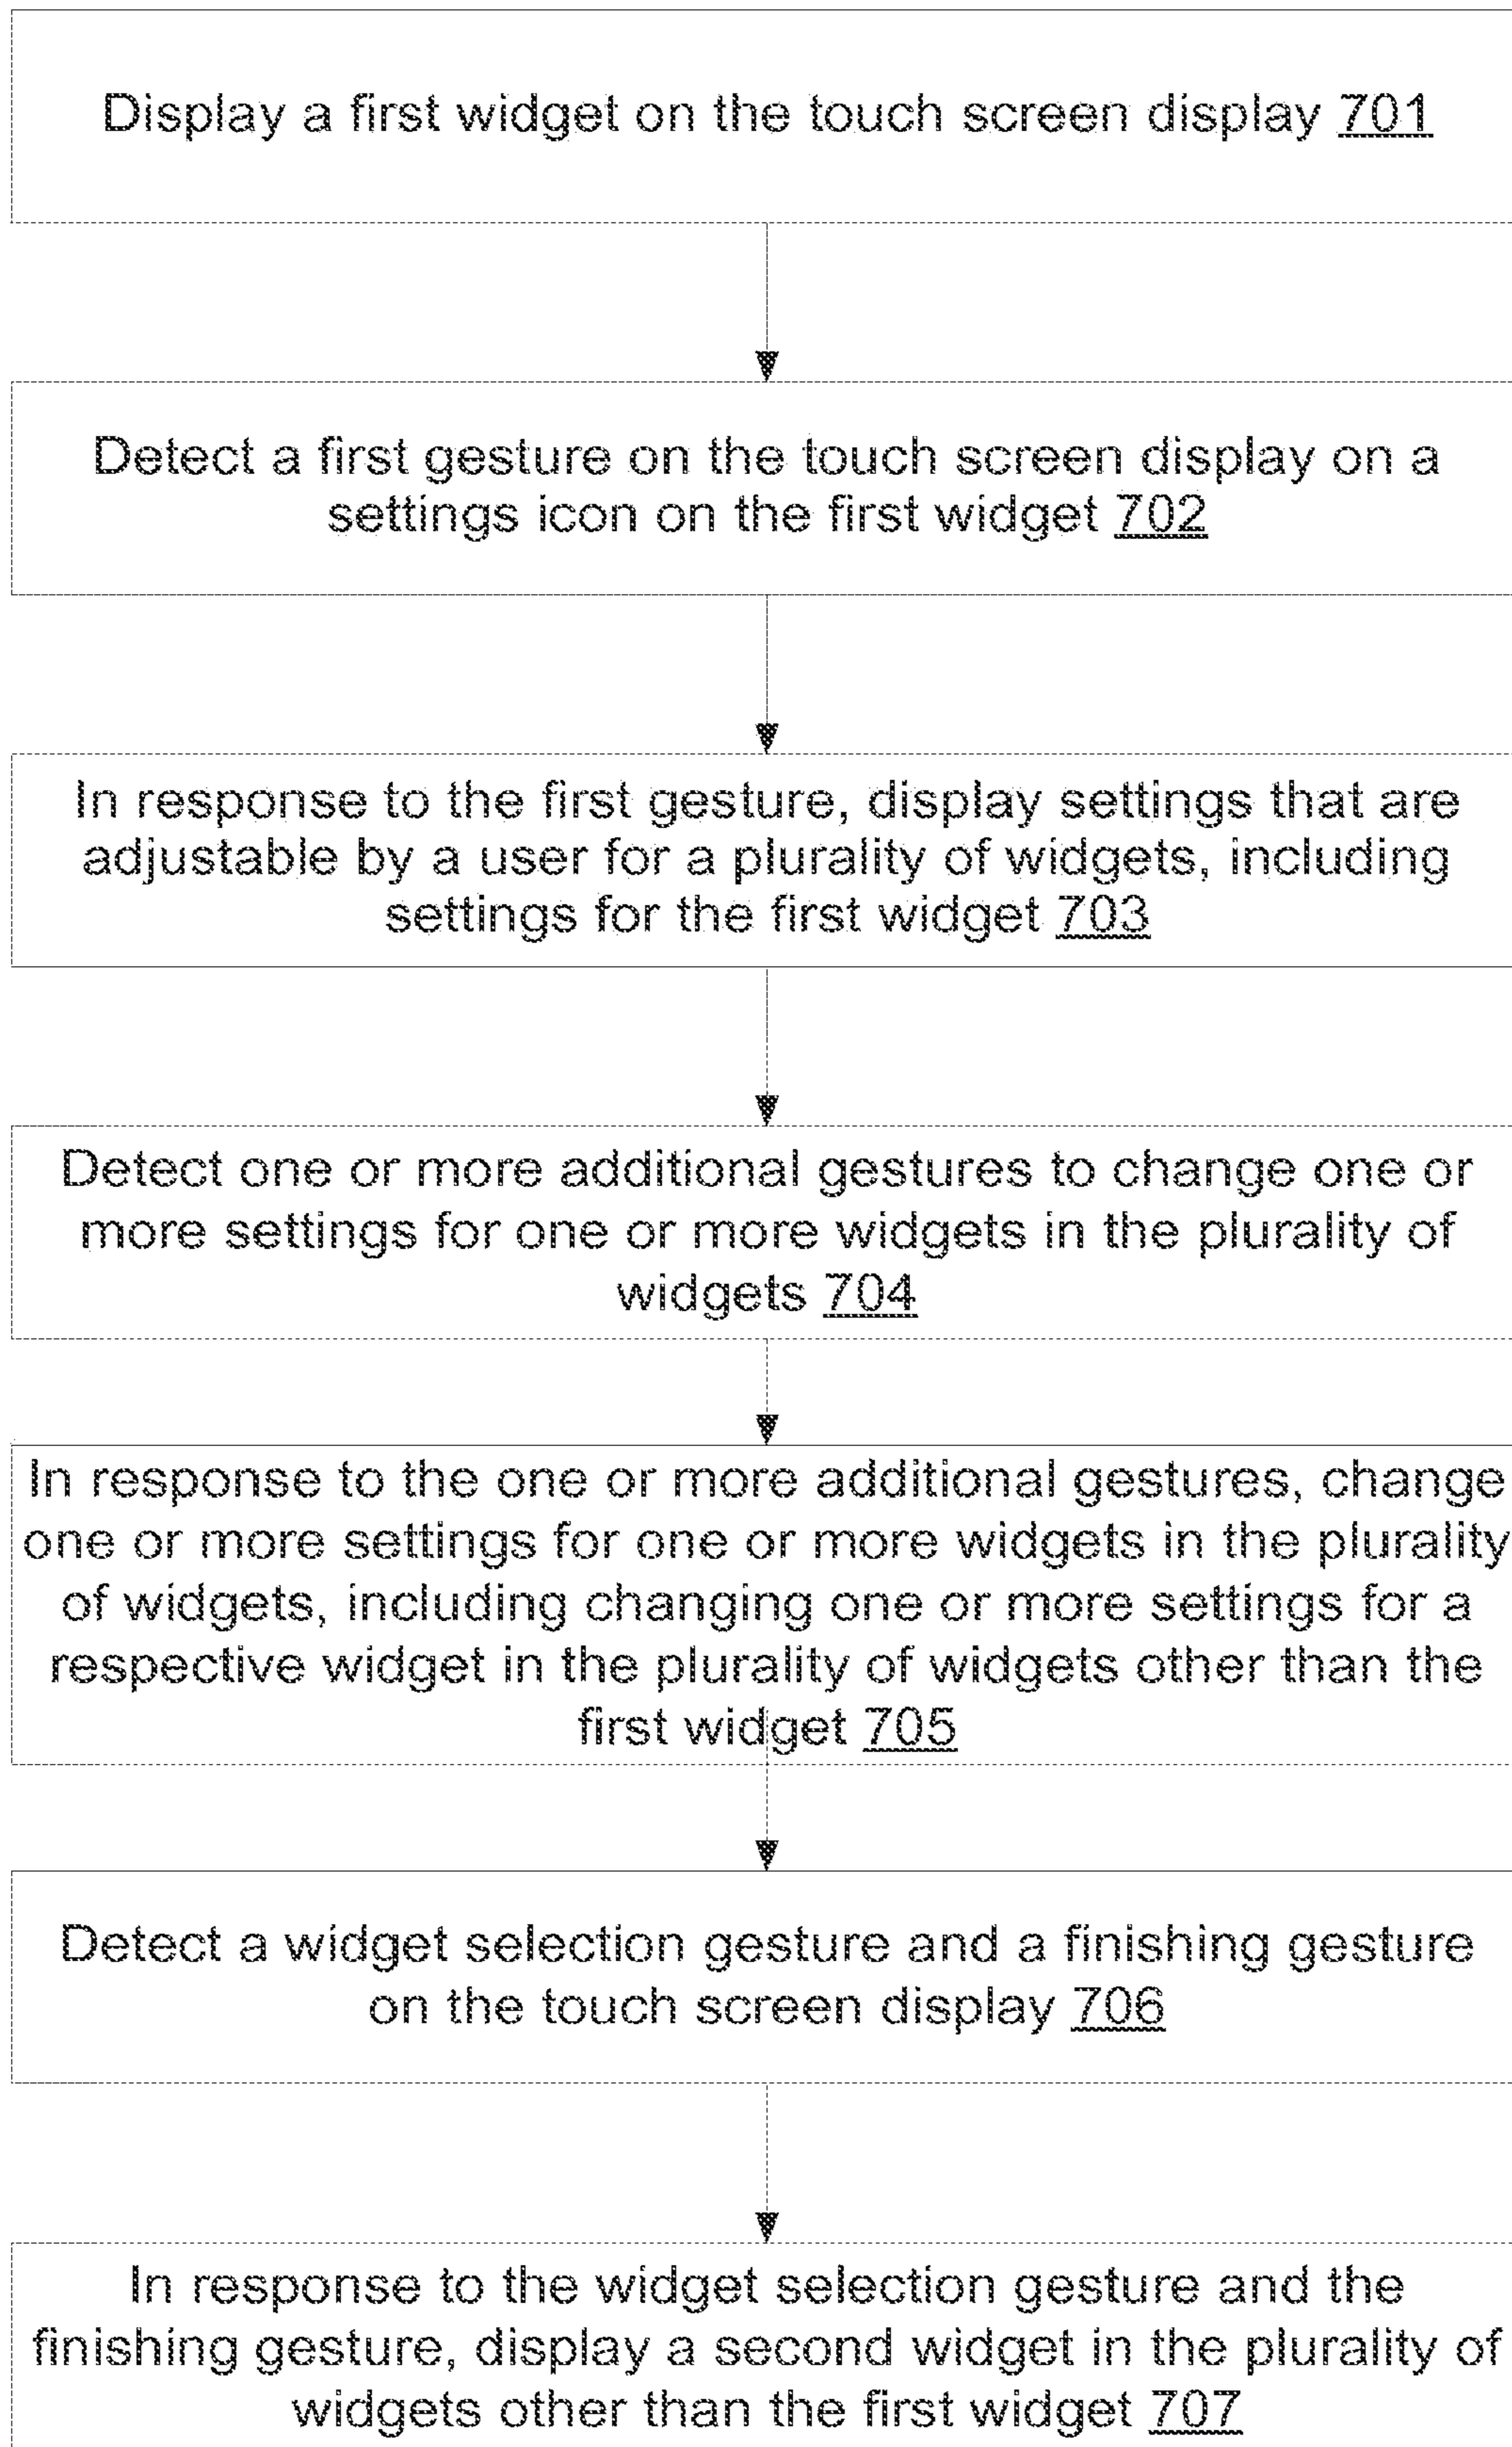 Display a first widget on the touch screen display 701
Detect a first gesture on the touch screen display on a
settings icon on the first widget 702
In response to the first gesture, display settings that are
adjustable by a user for a plurality of widgets, including
settings for the first widget 703
Detect one or more additional gestures to change one or
more settings for one or more widgets in the plurality of
widgets 704
In response to the one or more additional gestures, change
one or more settings for one or more widgets in the plurality
of widgets, including changing one or more settings for a
respective widget in the plurality of widgets other than the
first widget 705
Detect a widget selection gesture and a finishing gesture
on the touch screen display 706
In response to the widget selection gesture and the
finishing gesture, display a second widget in the plurality of
widgets other than the first widget 707